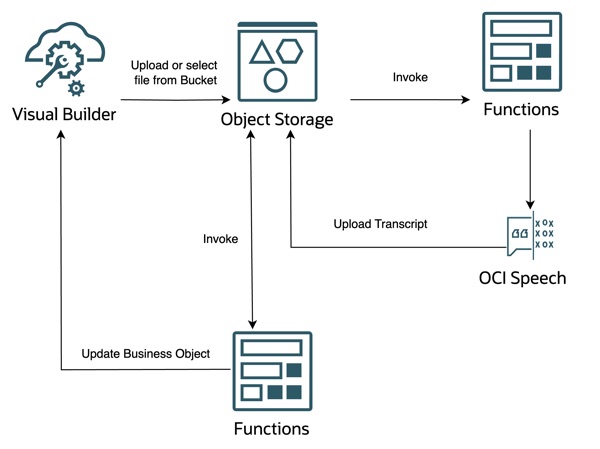 Upload or select
file from Bucket
Invoke
Visual Builder
Object Storage
Functions
Upload Transcript
Invoke
OCI Speech
Update Business Object
Functions